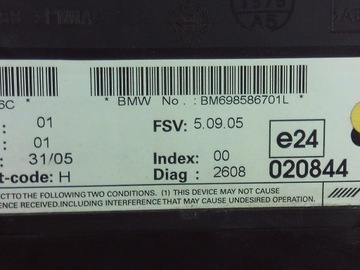 6C * * BMW No.: BM698586701L *
: 01 FSV: 5.09.05
: 01 e24
: 31/05 Index: 00
t-code: H Diag: 2608 020844
CT TO THE FOLLOWING TWO CONDITIONS. (1) THIS DEVICE MAY NOT CAUSE
ERENCE RECEIVED.INCLUDING INTERFERENCE THAT MAY CAUSE UNDESIRED